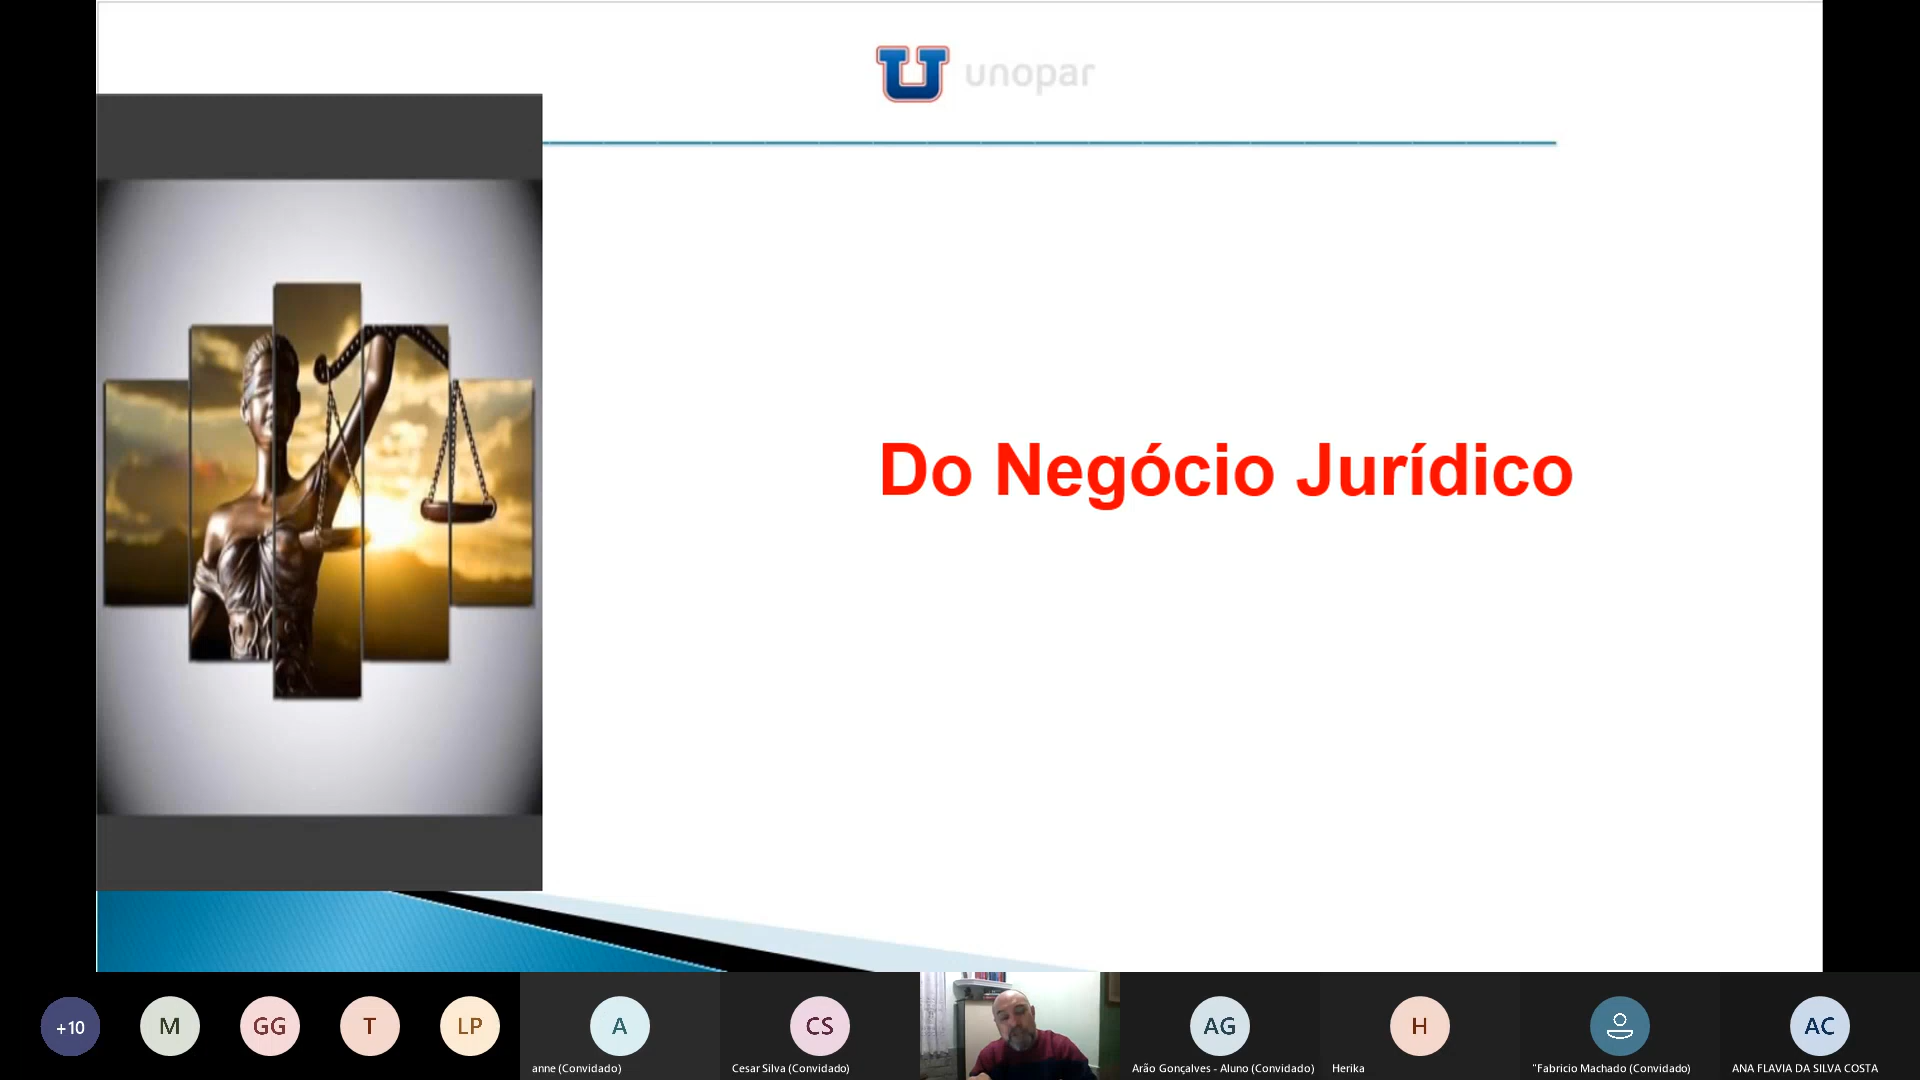 unopar
Do Negócio Jurídico
+10
M
GG
T
LP
A
anne (Convidado)
CS
Cesar Silva (Convidado)
AG
Arão Gonçalves - Aluno (Convidado)
H
Herika
"Fabricio Machado (Convidado)
AC
ANA FLAVIA DA SILVA COSTA